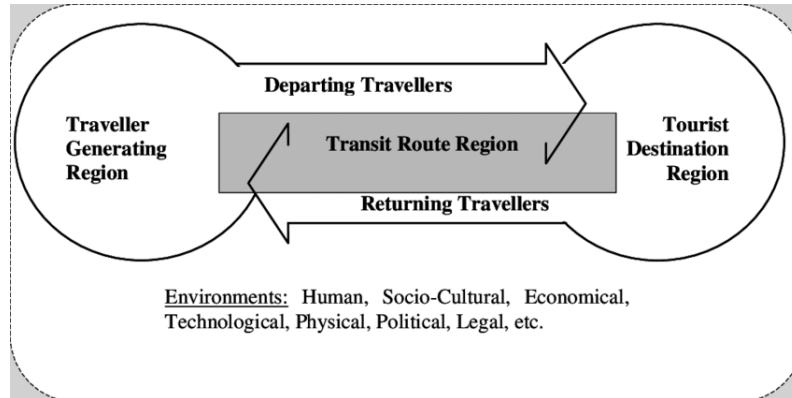 Departing Travellers
Traveller
Generating
Region
Transit Route Region
Tourist
Destination
Region
Returning Travellers
Environments: Human, Socio-Cultural, Economical,
Technological, Physical, Political, Legal, etc.